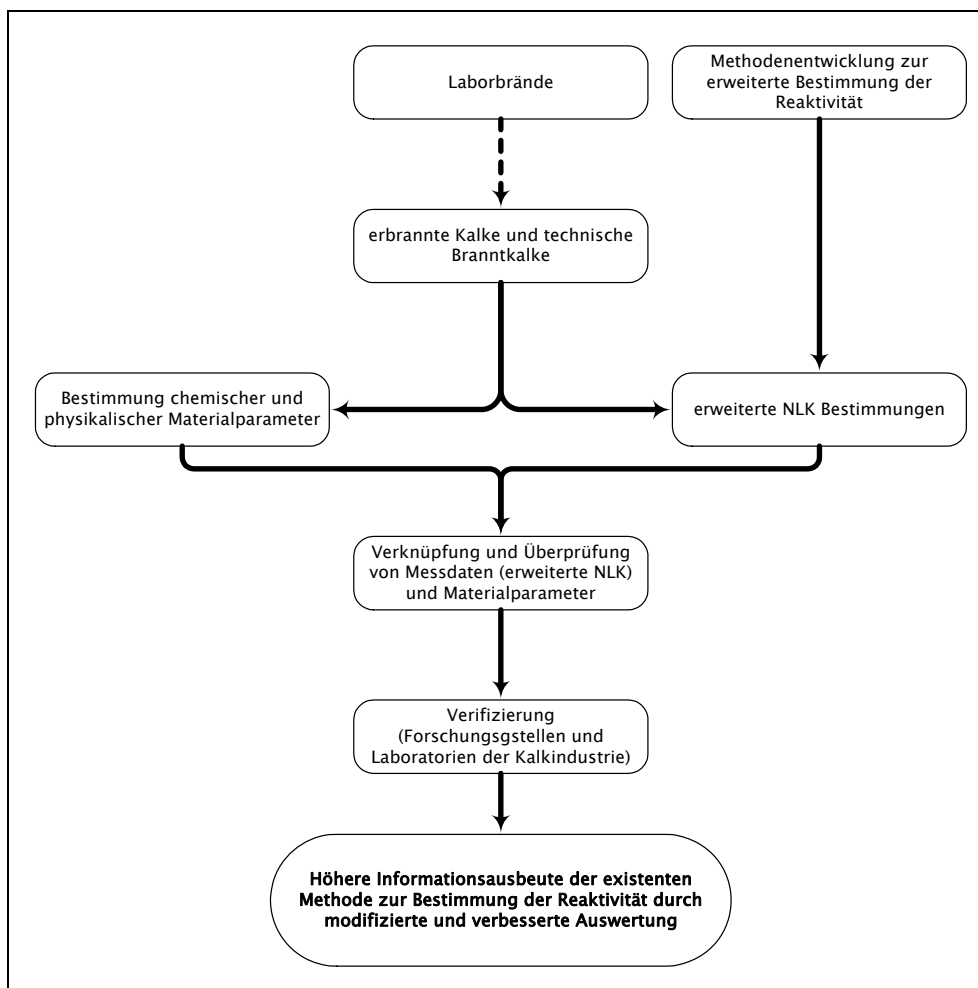 Laborbrände
Methodenentwicklung zur
erweiterte Bestimmung der
Reaktivität
erbrannte Kalke und technische
Branntkalke
Bestimmung chemischer und
physikalischer Materialparameter
erweiterte NLK Bestimmungen
Verknüpfung und Überprüfung
von Messdaten (erweiterte NLK)
und Materialparameter
Verifizierung
(Forschungsgstellen und
Laboratorien der Kalkindustrie)
Höhere Informationsausbeute der existenten
Methode zur Bestimmung der Reaktivität durch
modifizierte und verbesserte Auswertung